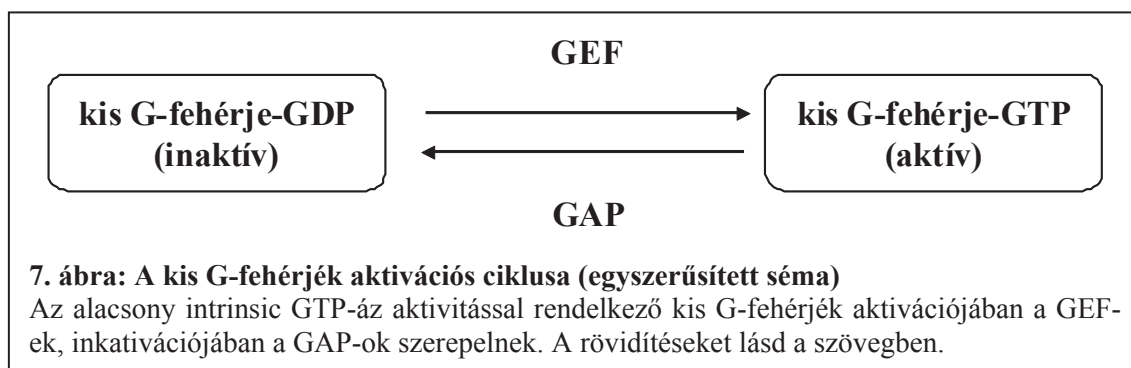 GEF
kis G-fehérje-GDP
(inaktív)
kis G-fehérje-GTP
(aktív)
GAP
7. ábra: A kis G-fehérjék aktivációs ciklusa (egyszerűsített séma)
Az alacsony intrinsic GTP-áz aktivitással rendelkező kis G-fehérjék aktivációjában a GEF-
ek, inkativációjában a GAP-ok szerepelnek. A rövidítéseket lásd a szövegben.